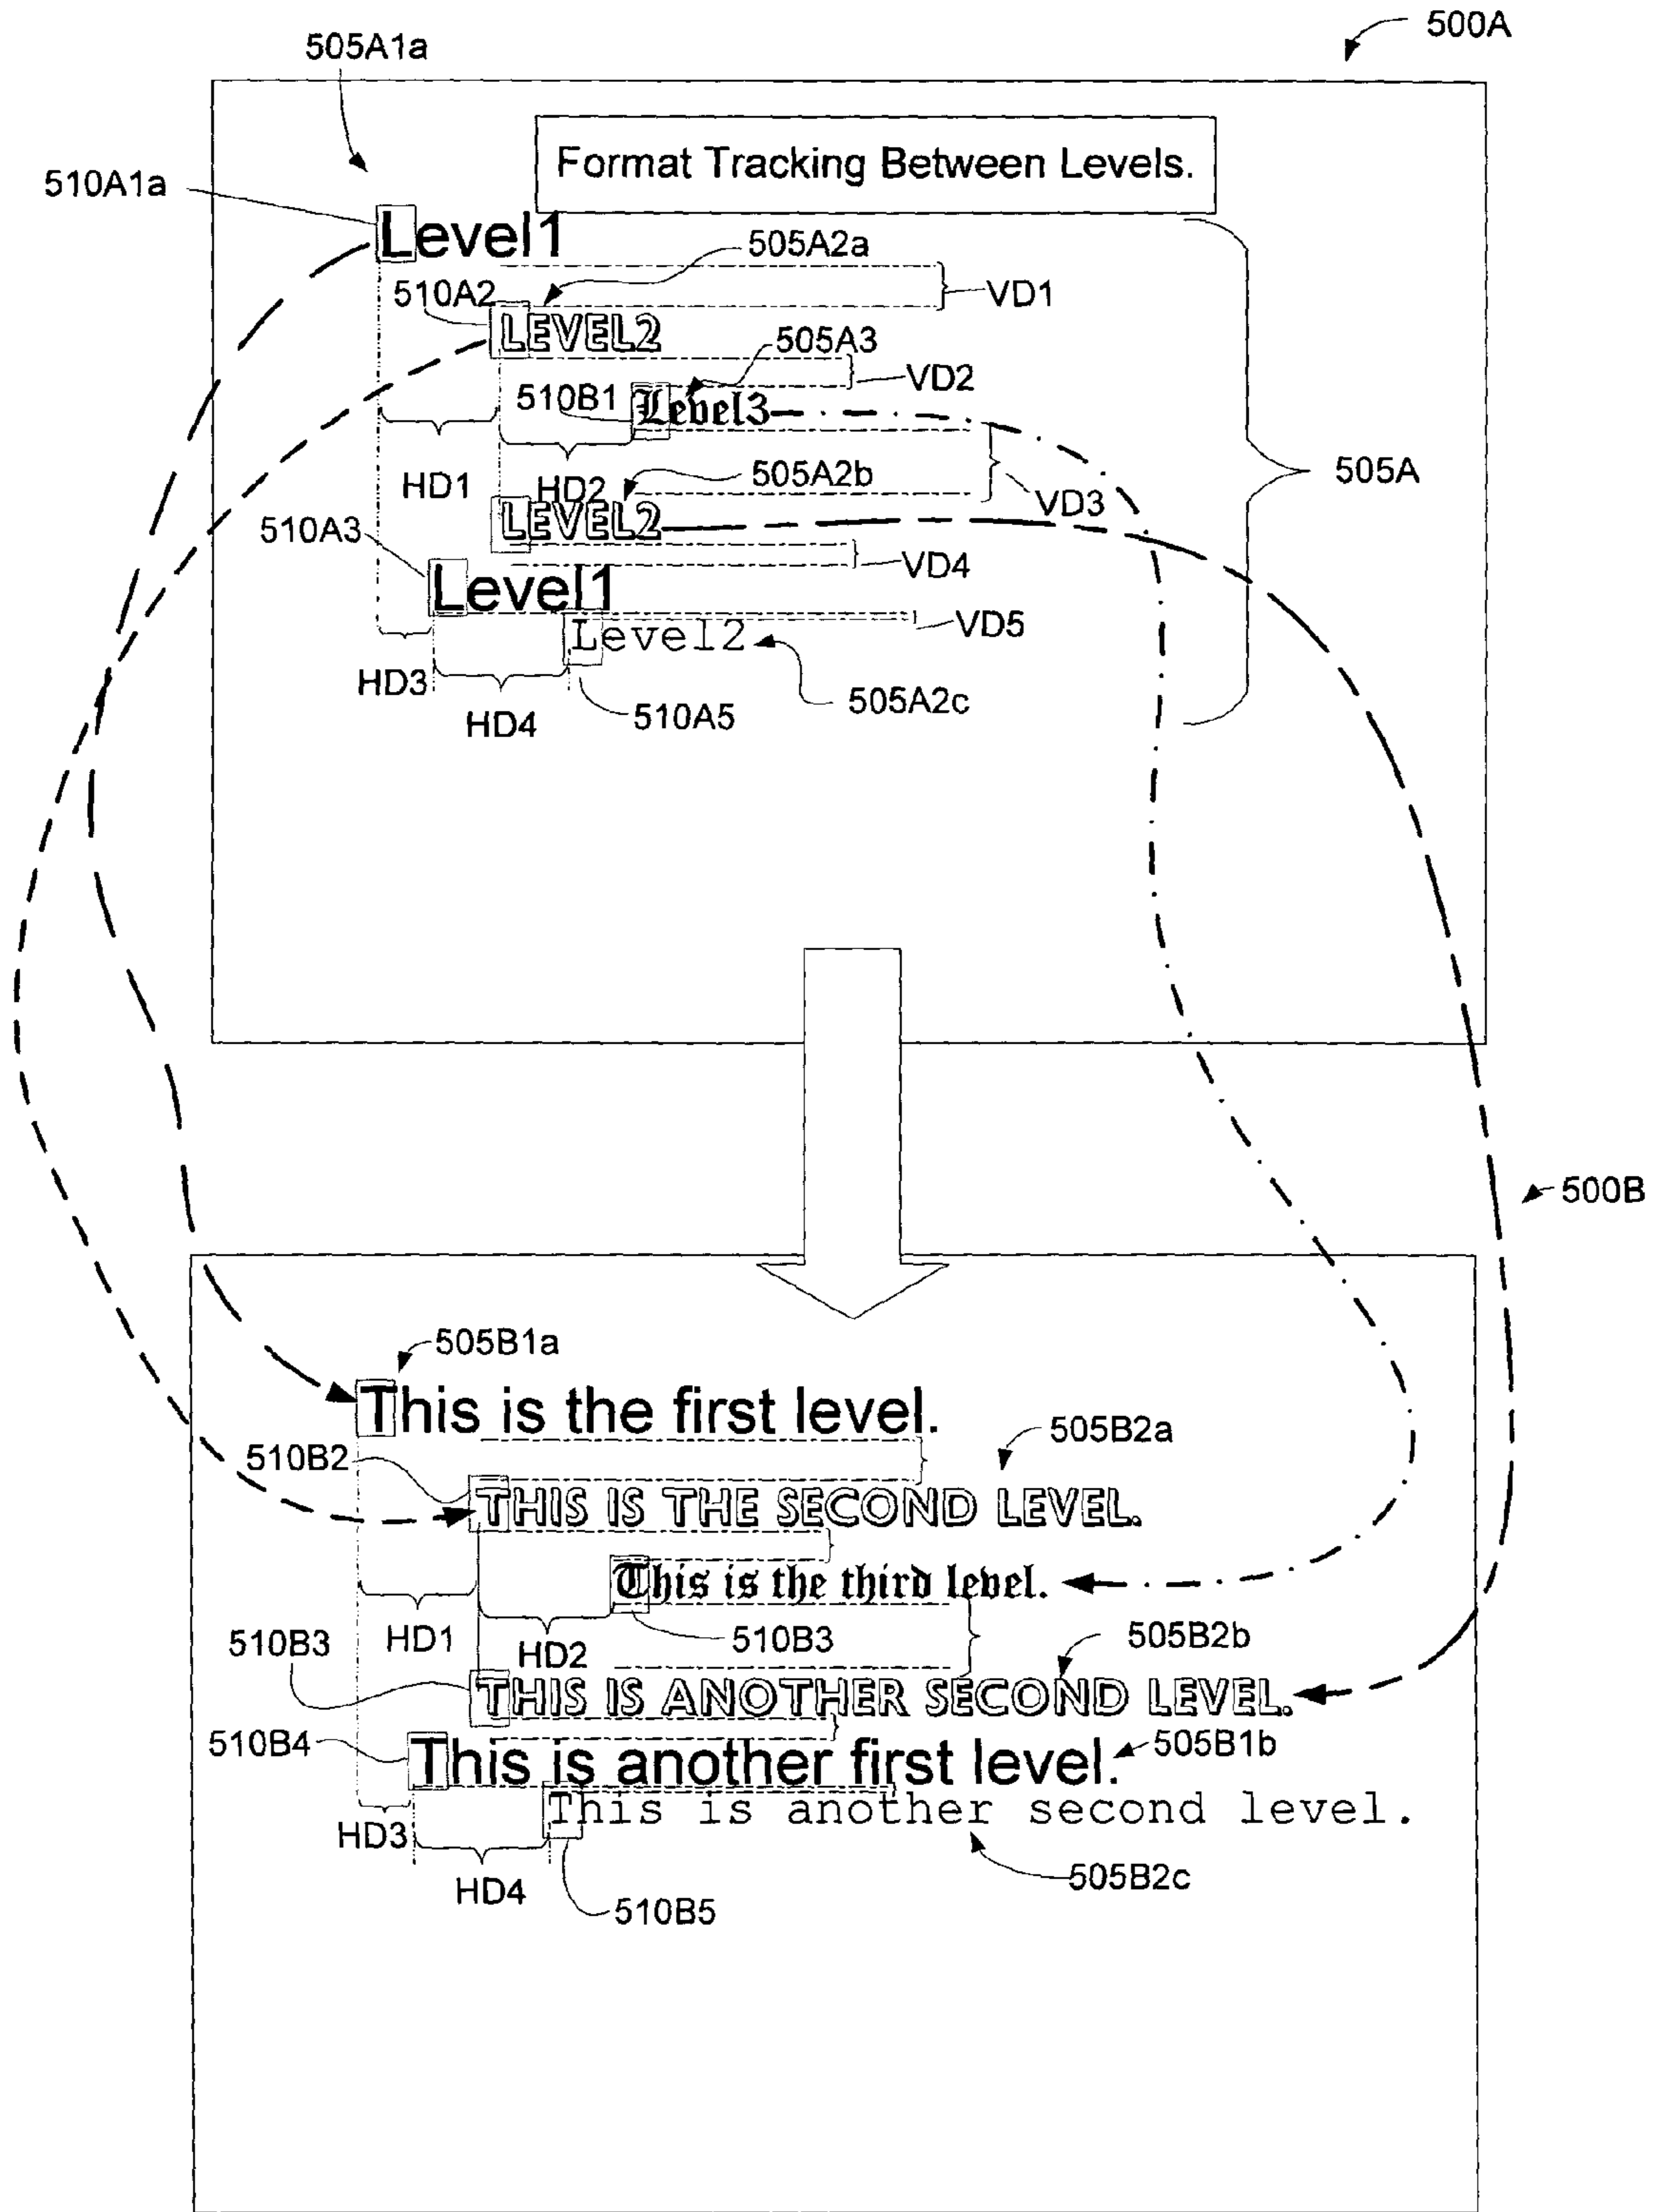 500A
505A1a
Format Tracking Between Levels.
510A1a
Level1
505A2a
VD1
510A2
LEVEL2
505A3
VD2
510B1
Level3
HD1
HD2
505A2b
505A
VD3
LEVEL2
510A3
VD4
Level1
VD5
Level2
HD3
505A2c
HD4
510A5
500B
505B1a
This is the first level.
505B2a
510B2
THIS IS THE SECOND LEVEL.
This is the third level.
HD1
HD2
510B3
505B2b
510B3
THIS IS ANOTHER SECOND LEVEL.
510B4
This is another first level.
505B1b
This is another second level.
HD3
505B2c
HD4
510B5